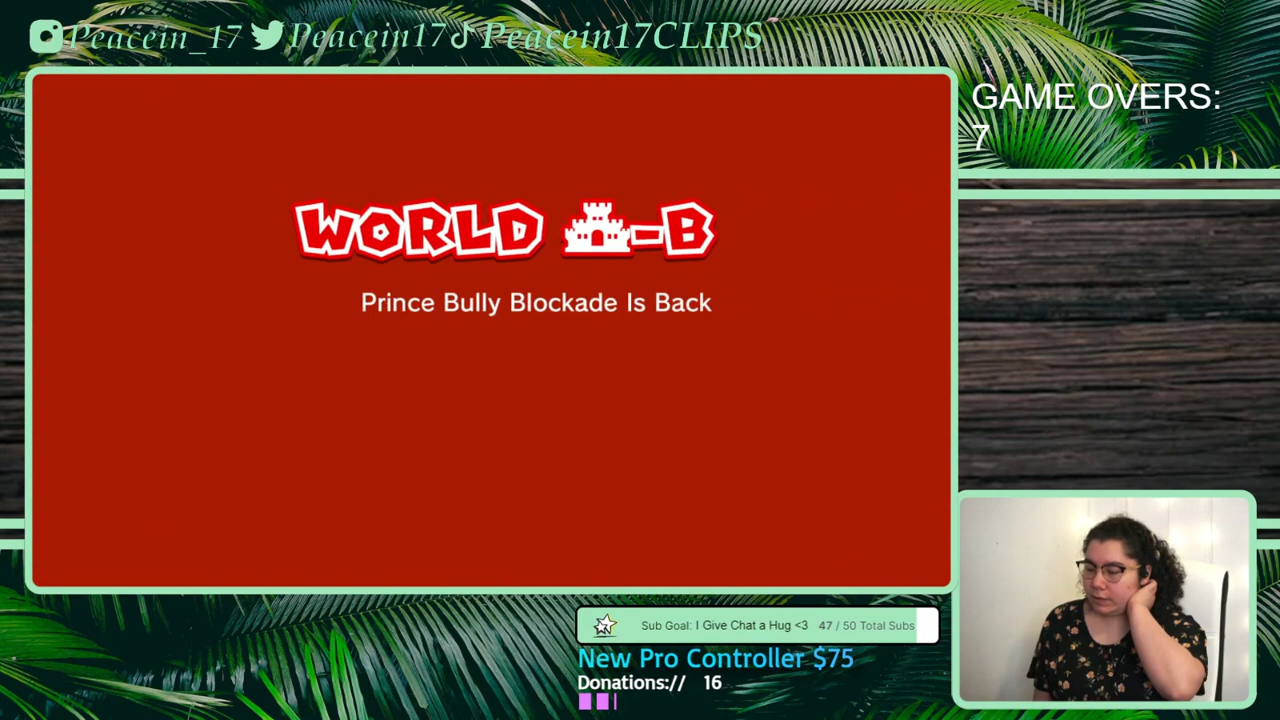 Peacein_17 Peacein17 Peacein17CLIPS
GAME OVERS:
7
WORLD -B
Prince Bully Blockade Is Back
Sub Goal: I Give Chat a Hug <3 47 / 50 Total Subs
New Pro Controller $75
Donations:// 16